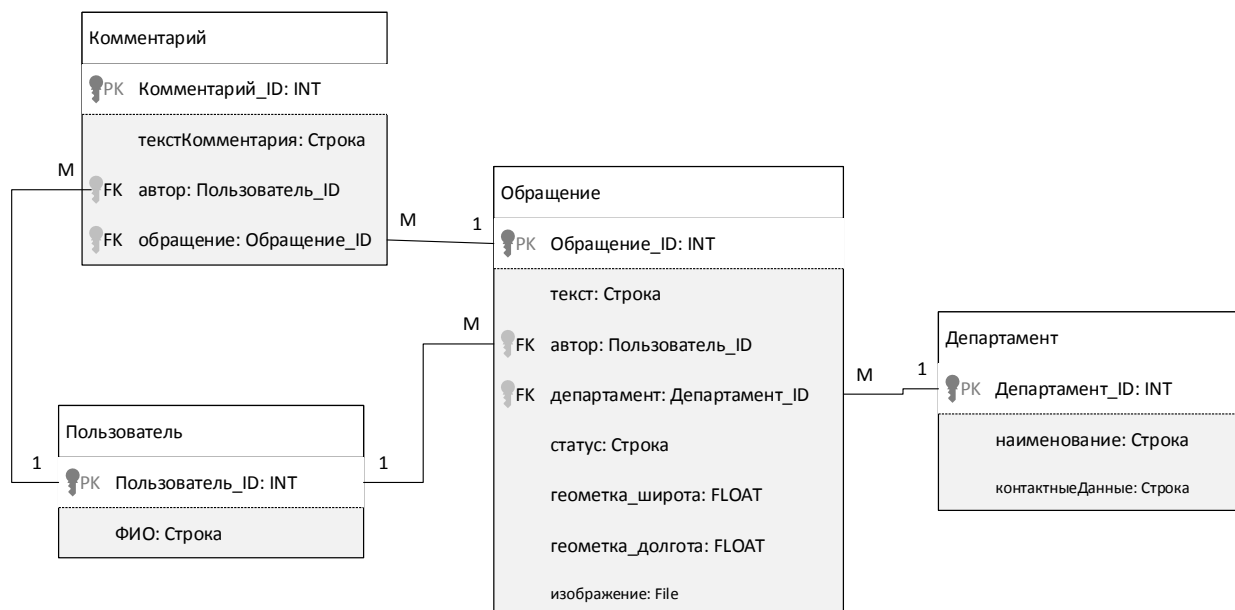 Комментарий
PK Комментарий_ID: INT
текстКомментария: Строка
FK автор: Пользователь_ID
FK обращение: Обращение_ID
M
M
1
Обращение
PK Обращение_ID: INT
текст: Строка
FK автор: Пользователь_ID
FK департамент: Департамент_ID
статус: Строка
геометка_широта: FLOAT
геометка_долгота: FLOAT
изображение: File
M
M
1
Департамент
PK Департамент_ID: INT
наименование: Строка
контактныеДанные: Строка
Пользователь
1
1
PK Пользователь_ID: INT
ФИО: Строка